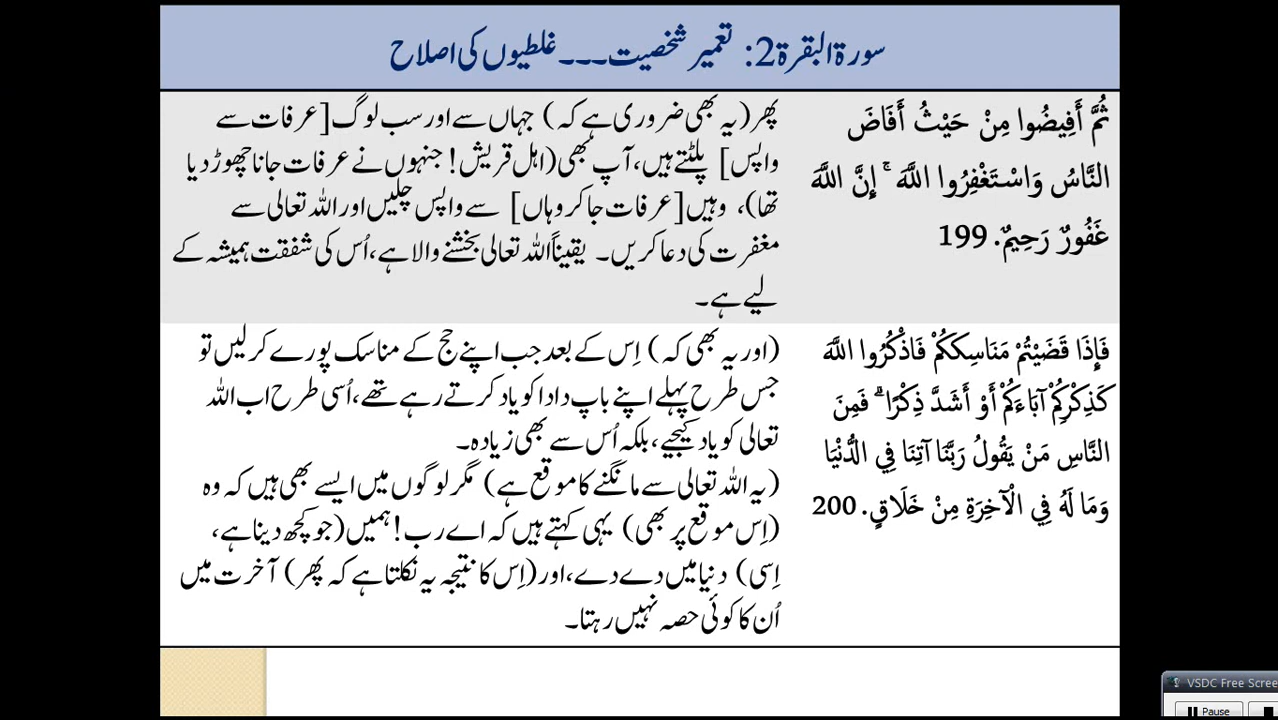 سورۃ البقرۃ 2: تعمیر شخصیت۔۔۔غلطیوں کی اصلاح
ثُمَّ أَفِيضُوا مِنْ حَيْثُ أَفَاضَ
النَّاسُ وَاسْتَغْفِرُوا اللَّهَ ۚ إِنَّ اللَّهَ
غَفُورٌ رَحِيمٌ. 199
پھر (یہ بھی ضروری ہے کہ) جہاں سے اور سب لوگ [عرفات سے
واپس] پلٹتے ہیں، آپ بھی (اہل قریش! جنہوں نے عرفات جانا چھوڑ دیا
تھا)، وہیں [عرفات جا کر وہاں] سے واپس چلیں اور اللہ تعالی سے
مغفرت کی دعا کریں۔ یقیناً اللہ تعالی بخشنے والا ہے، اُس کی شفقت ہمیشہ کے
لیے ہے۔
فَإِذَا قَضَيْتُمْ مَنَاسِكَكُمْ فَاذْكُرُوا اللَّهَ
كَذِكْرِكُمْ آبَاءَكُمْ أَوْ أَشَدَّ ذِكْرًا ۗ فَمِنَ
النَّاسِ مَنْ يَقُولُ رَبَّنَا آتِنَا فِي الدُّنْيَا
وَمَا لَهُ فِي الْآخِرَةِ مِنْ خَلَاقٍ. 200
(اور یہ بھی کہ) اِس کے بعد جب اپنے حج کے مناسک پورے کر لیں تو
جس طرح پہلے اپنے باپ دادا کو یاد کرتے رہے تھے، اُسی طرح اب اللہ
تعالی کو یاد کیجیے، بلکہ اُس سے بھی زیادہ۔
(یہ اللہ تعالی سے مانگنے کا موقع ہے) مگر لوگوں میں ایسے بھی ہیں کہ وہ
(اِس موقع پر بھی) یہی کہتے ہیں کہ اے رب! ہمیں (جو کچھ دینا ہے،
اِسی) دنیا میں دے دے، اور (اِس کا نتیجہ یہ نکلتا ہے کہ پھر) آخرت میں
اُن کا کوئی حصہ نہیں رہتا۔
VSDC Free Scree
Pause